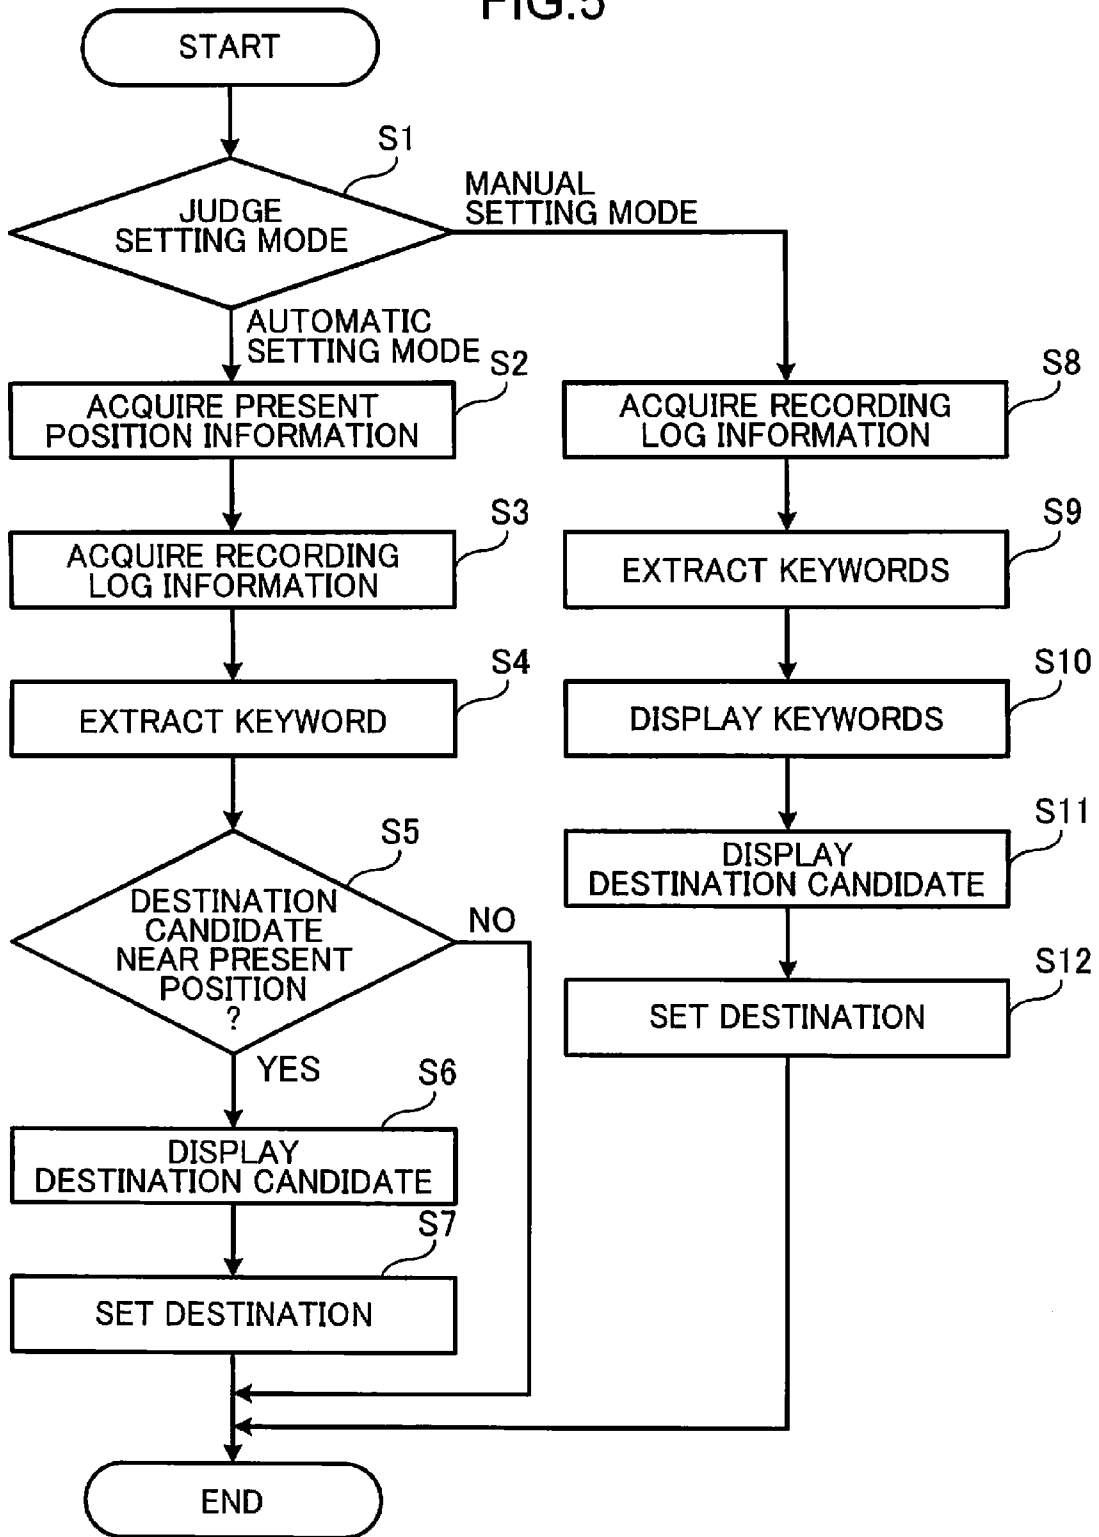 FIG.5
START
S1
JUDGE
SETTING MODE
MANUAL
SETTING MODE
AUTOMATIC
SETTING MODE
S2
ACQUIRE PRESENT
POSITION INFORMATION
S3
ACQUIRE RECORDING
LOG INFORMATION
S4
EXTRACT KEYWORD
S5
DESTINATION
CANDIDATE
NEAR PRESENT
POSITION
?
NO
YES
S6
DISPLAY
DESTINATION CANDIDATE
S7
SET DESTINATION
S8
ACQUIRE RECORDING
LOG INFORMATION
S9
EXTRACT KEYWORDS
S10
DISPLAY KEYWORDS
S11
DISPLAY
DESTINATION CANDIDATE
S12
SET DESTINATION
END